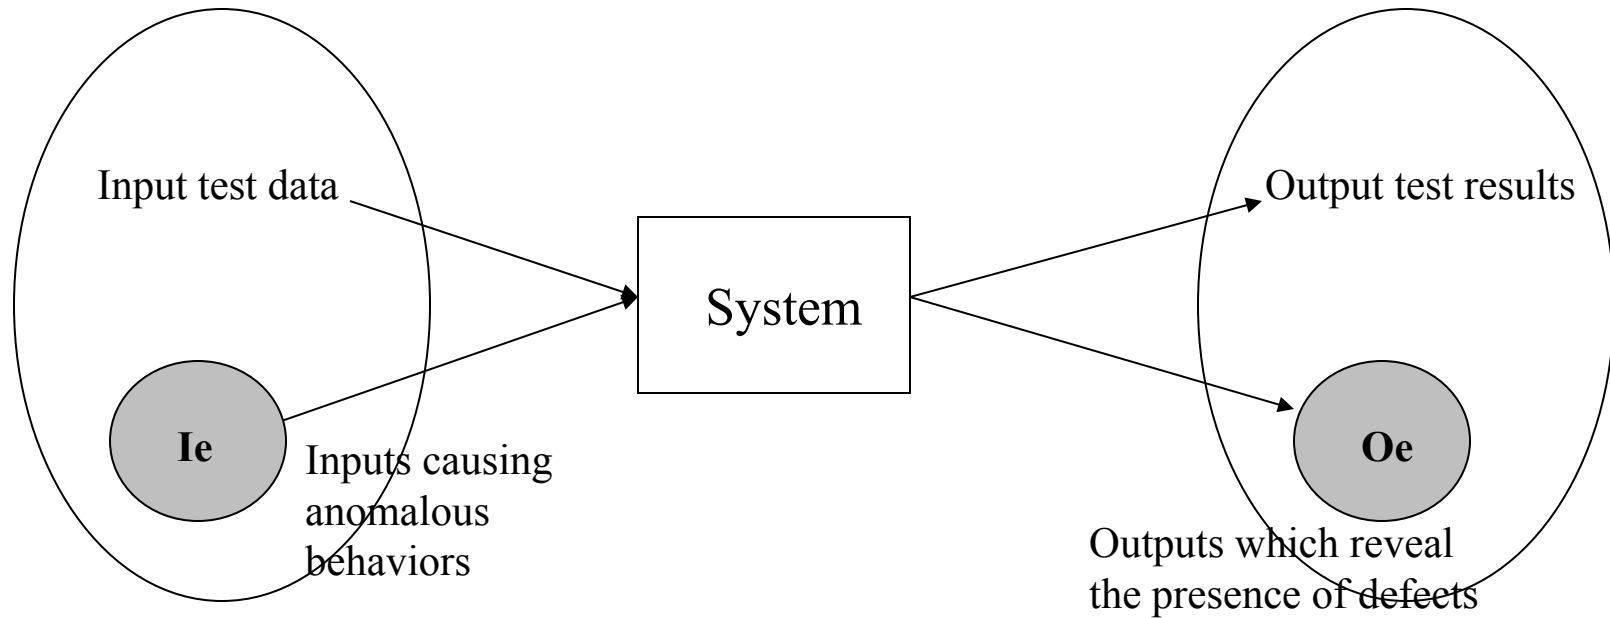 Input test data
Output test results
System
Ie
Inputs causing
anomalous
behaviors
Oe
Outputs which reveal
the presence of defects